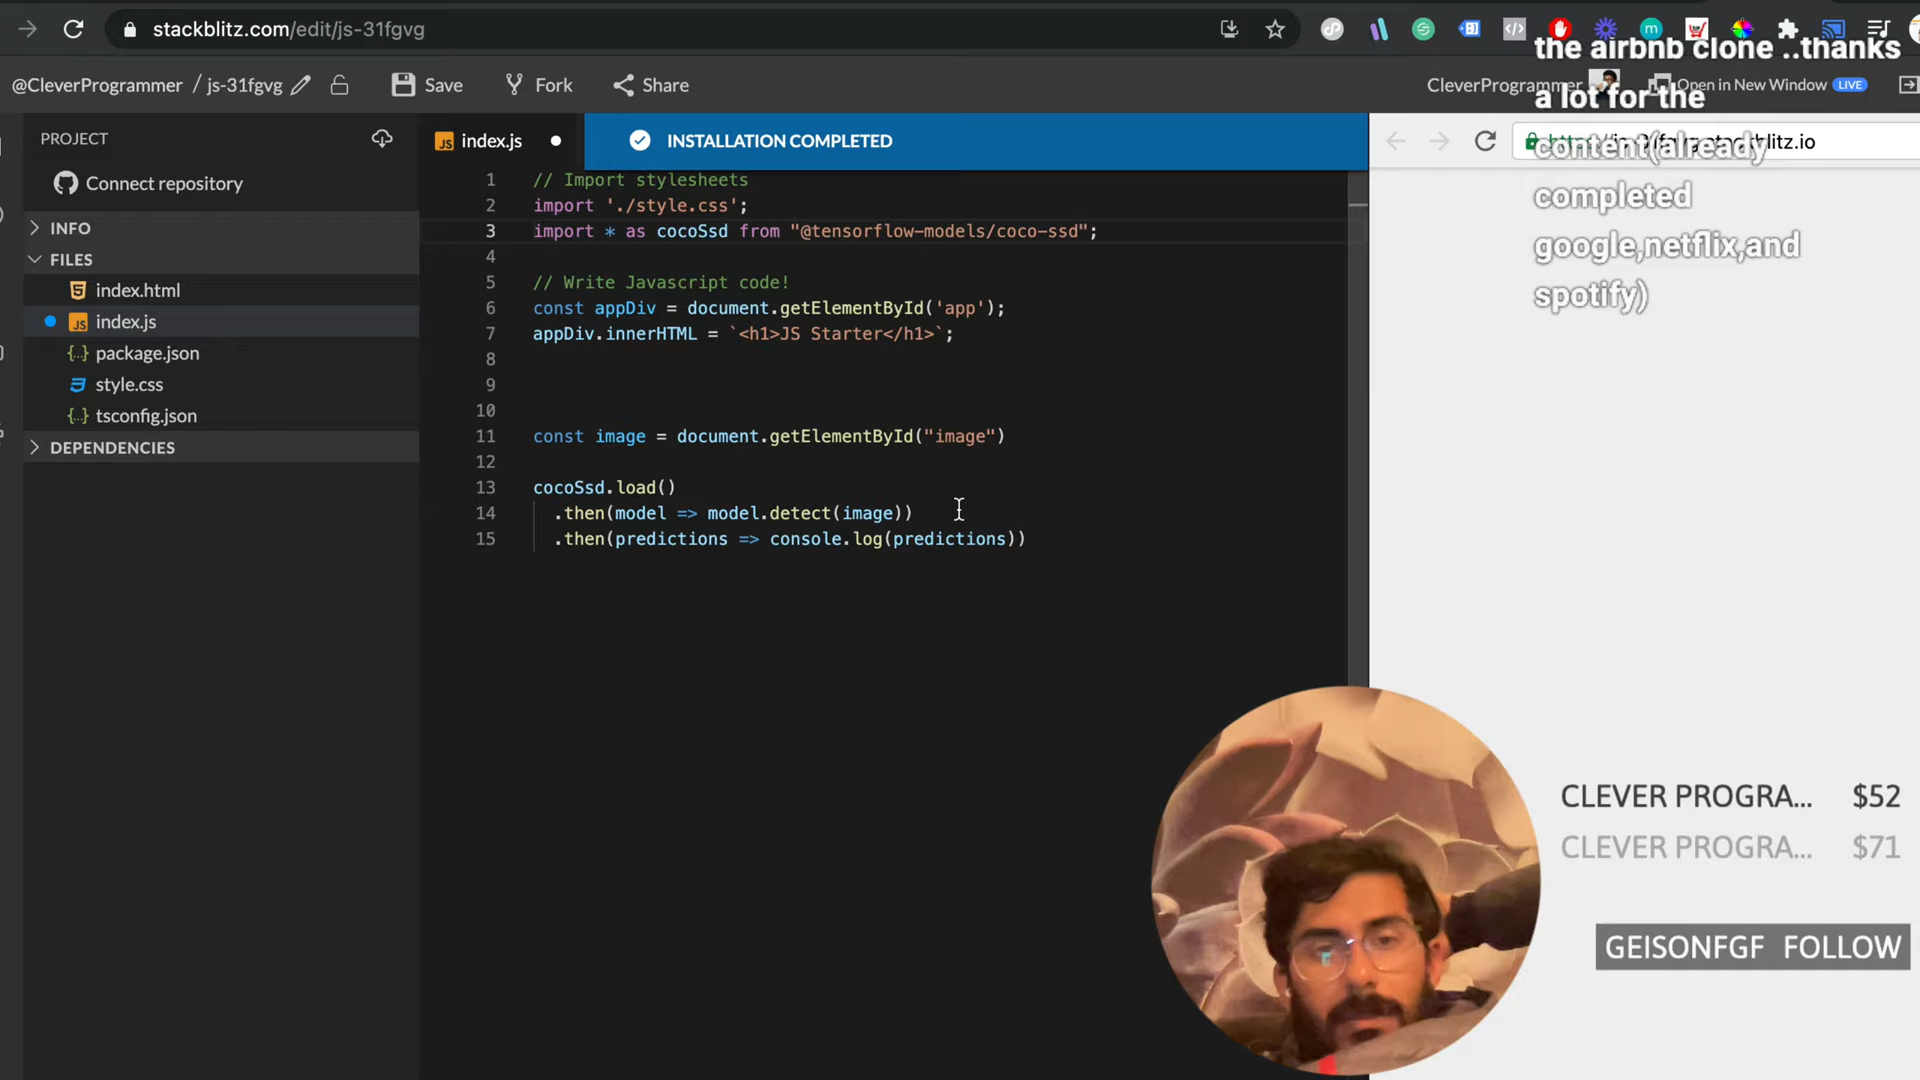 stackblitz.com/edit/js-31fgvg
the airbnb clone ..thanks
a lot for the
content(already
completed
google,netflix,and
spotify)
@CleverProgrammer / js-31fgvg
Save
Fork
Share
CleverProgrammer
Open in New Window
LIVE
PROJECT
Connect repository
INFO
FILES
index.html
index.js
package.json
style.css
tsconfig.json
DEPENDENCIES
index.js
INSTALLATION COMPLETED
1 // Import stylesheets
2 import './style.css';
3 import * as cocoSsd from "@tensorflow-models/coco-ssd";
4
5 // Write Javascript code!
6 const appDiv = document.getElementById('app');
7 appDiv.innerHTML = `<h1>JS Starter</h1>`;
8
9
10
11 const image = document.getElementById("image")
12
13 cocoSsd.load()
14 .then(model => model.detect(image))
15 .then(predictions => console.log(predictions))
CLEVER PROGRA... $52
CLEVER PROGRA... $71
GEISONFGF FOLLOW